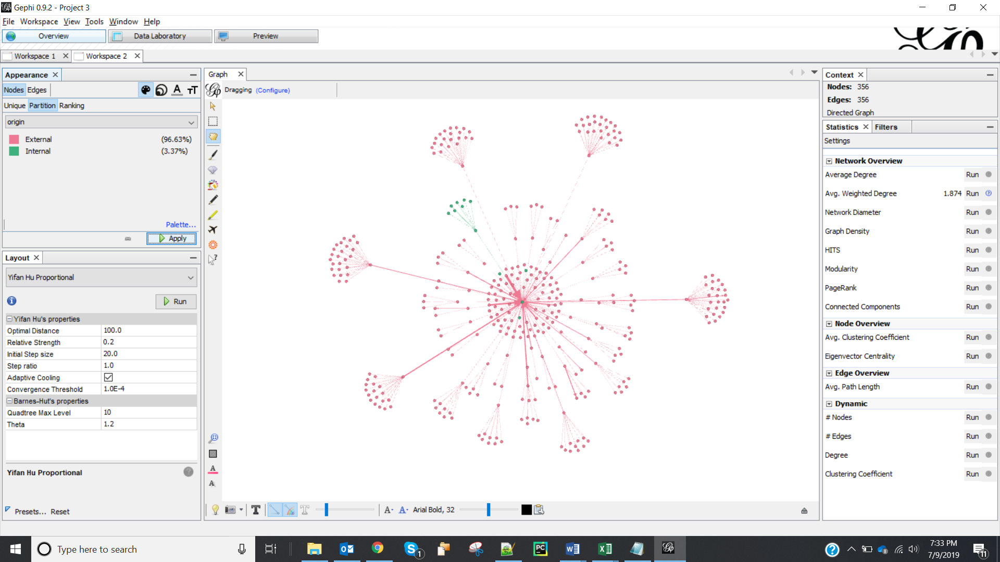 Gephi 0.9.2 - Project 3
File Workspace View Tools Window Help
Overview Data Laboratory Preview
Workspace 1 Workspace 2
Appearance
Nodes Edges
Unique Partition Ranking
origin
External (96.63%)
Internal (3.37%)
Palette...
Apply
Layout
Yifan Hu Proportional
Run
Yifan Hu's properties
Optimal Distance 100.0
Relative Strength 0.2
Initial Step size 20.0
Step ratio 1.0
Adaptive Cooling
Convergence Threshold 1.0E-4
Barnes-Hut's properties
Quadtree Max Level 10
Theta 1.2
Yifan Hu Proportional
Presets... Reset
Graph
Dragging (Configure)
Arial Bold, 32
Context
Nodes: 356
Edges: 356
Directed Graph
Statistics Filters
Settings
Network Overview
Average Degree Run
Avg. Weighted Degree 1.874 Run
Network Diameter Run
Graph Density Run
HITS Run
Modularity Run
PageRank Run
Connected Components Run
Node Overview
Avg. Clustering Coefficient Run
Eigenvector Centrality Run
Edge Overview
Avg. Path Length Run
Dynamic
# Nodes Run
# Edges Run
Degree Run
Clustering Coefficient Run
Type here to search
1
PC
7:33 PM
7/9/2019
11